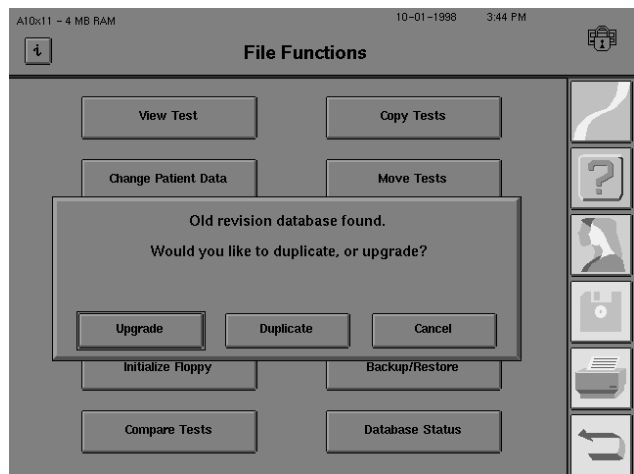 A10x11 – 4 MB RAM
10-01-1998 3:44 PM
i
File Functions
View Test
Copy Tests
Change Patient Data
Move Tests
Old revision database found.
Would you like to duplicate, or upgrade?
Upgrade
Duplicate
Cancel
Initialize Floppy
Backup/Restore
Compare Tests
Database Status
?